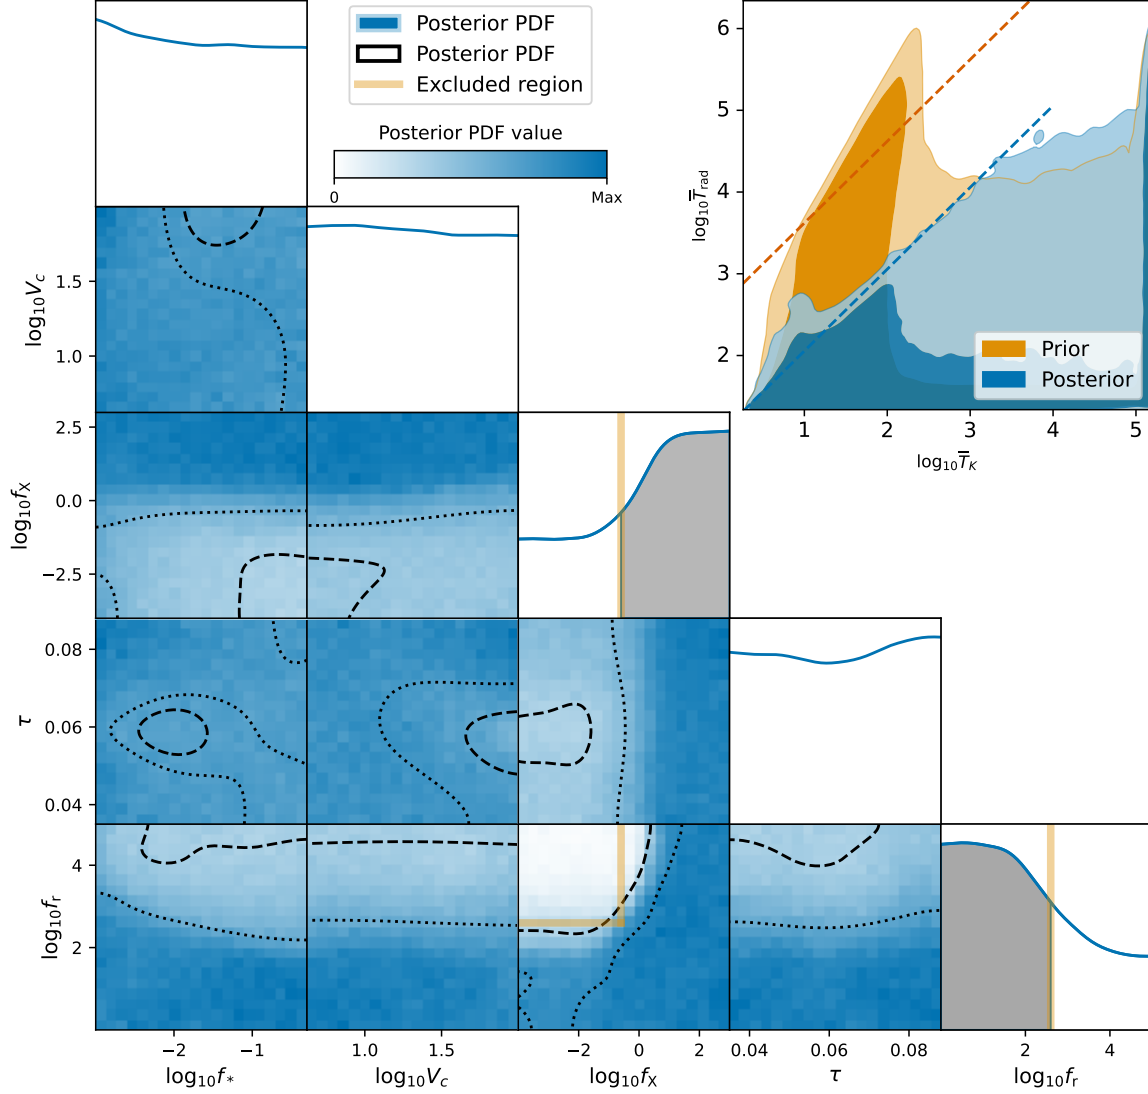 Posterior PDF
Posterior PDF
Excluded region
Posterior PDF value
0
Max
6
5
4
3
2
log₁₀T̿rad
1
2
3
4
5
log₁₀T̿K
Prior
Posterior
1.5
1.0
log₁₀Vc
2.5
0.0
−2.5
log₁₀fX
0.08
0.06
0.04
τ
4
2
log₁₀fr
−2
−1
log₁₀f*
1.0
1.5
log₁₀Vc
−2
0
2
log₁₀fX
0.04
0.06
0.08
τ
2
4
log₁₀fr